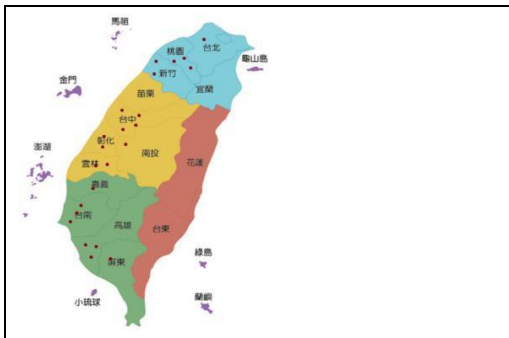 馬祖
台北
桃園
龜山島
新竹
金門
宜蘭
苗栗
台中
彰化
澎湖
南投
花蓮
雲林
嘉義
台南
高雄
台東
綠島
屏東
小琉球
蘭嶼